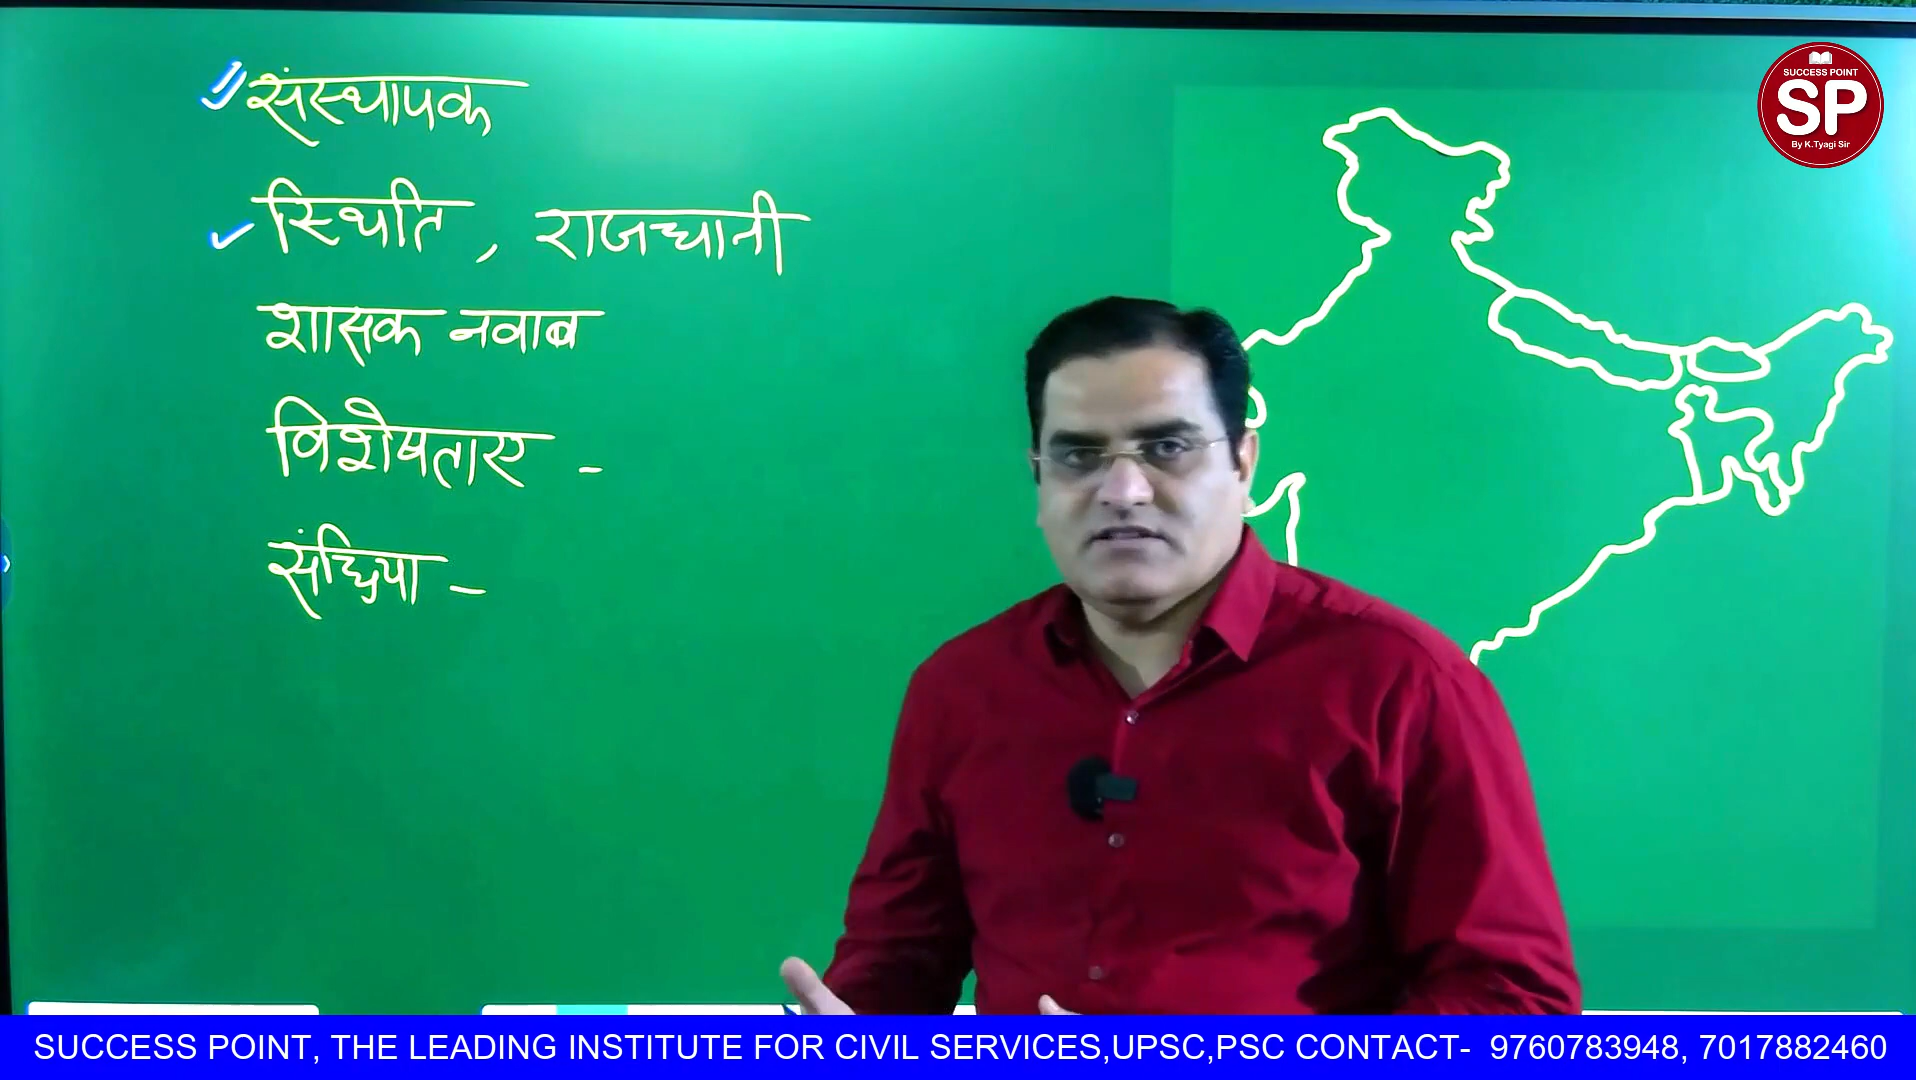 संस्थापक
स्थिति, राजधानी
शासक नवाब
विशेषताए -
संधिया -
SUCCESS POINT
SP
By K.Tyagi Sir
SUCCESS POINT, THE LEADING INSTITUTE FOR CIVIL SERVICES,UPSC,PSC CONTACT- 9760783948, 7017882460